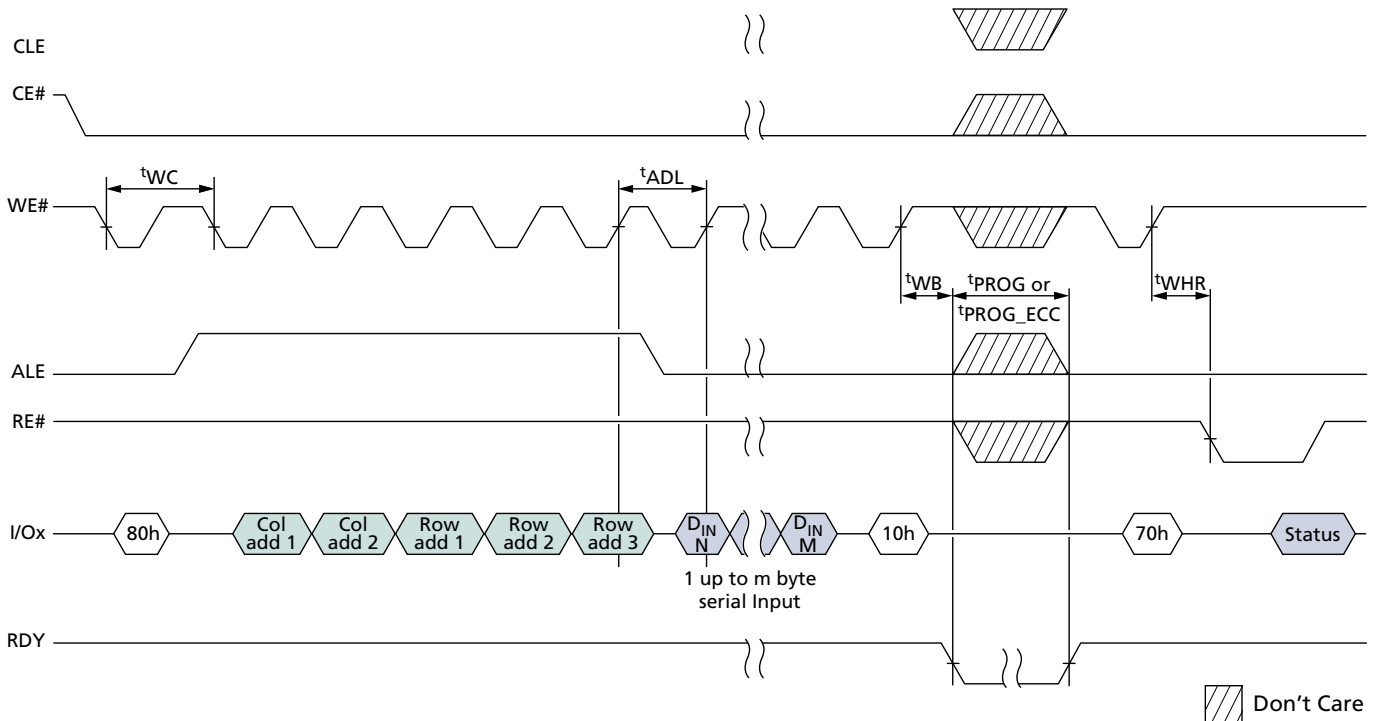 CLE
CE#
tWC
tADL
WE#
tWB
tPROG or
tPROG_ECC
tWHR
ALE
RE#
I/Ox
80h
Col
add 1
Col
add 2
Row
add 1
Row
add 2
Row
add 3
DIN
N
DIN
M
10h
70h
Status
1 up to m byte
serial Input
RDY
Don't Care